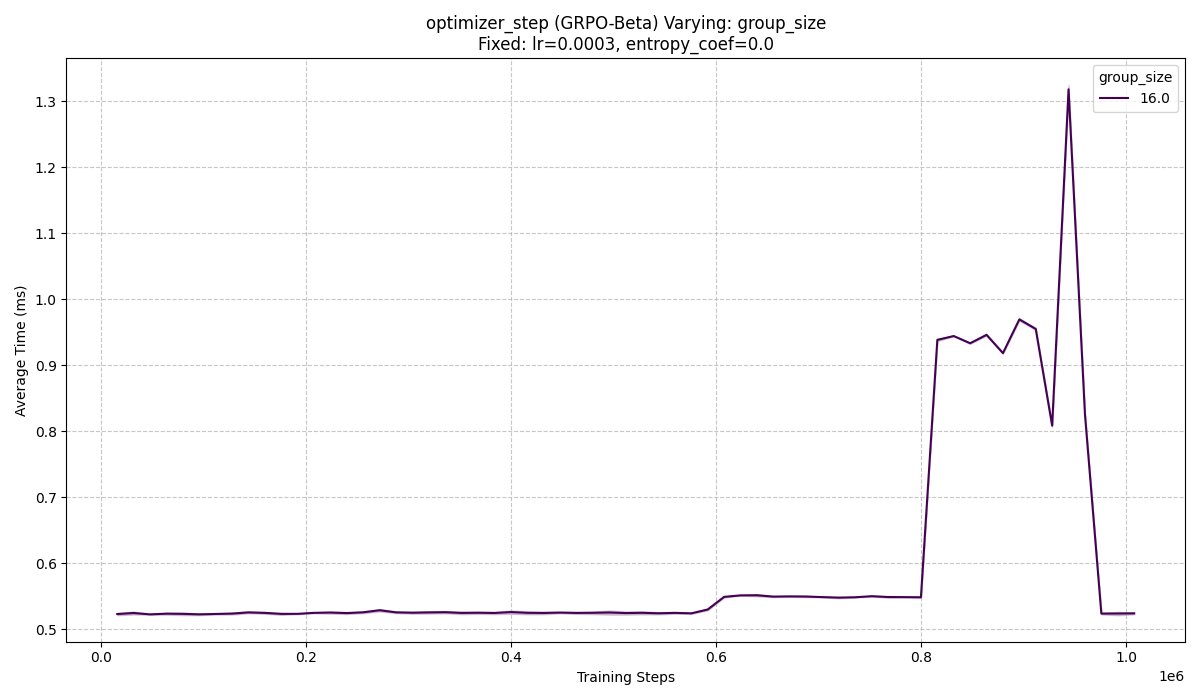 optimizer_step (GRPO-Beta) Varying: group_size
Fixed: lr=0.0003, entropy_coef=0.0
group_size
16.0
Average Time (ms)
1.3
1.2
1.1
1.0
0.9
0.8
0.7
0.6
0.5
0.0 0.2 0.4 0.6 0.8 1.0
1e6
Training Steps